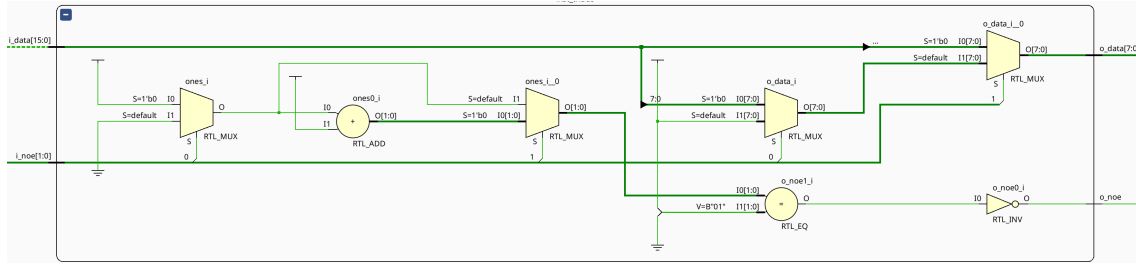 o_data_i__0
i_data[15:0]
...
S=1'b0 I0[7:0]
O[7:0]
o_data[7:0
S=default I1[7:0]
RTL_MUX
S
1
ones_i
S=1'b0 I0
S=default I1
O
S
RTL_MUX
0
ones0_i
I0
I1
O[1:0]
RTL_ADD
ones_i__0
S=default I1
S=1'b0 I0[1:0]
O[1:0]
S
RTL_MUX
1
o_data_i
7:0
S=1'b0 I0[7:0]
S=default I1[7:0]
O[7:0]
S
RTL_MUX
0
i_noe[1:0]
o_noe1_i
I0[1:0]
V=B"01" I1[1:0]
=
O
RTL_EQ
o_noe0_i
I0
O
RTL_INV
o_noe